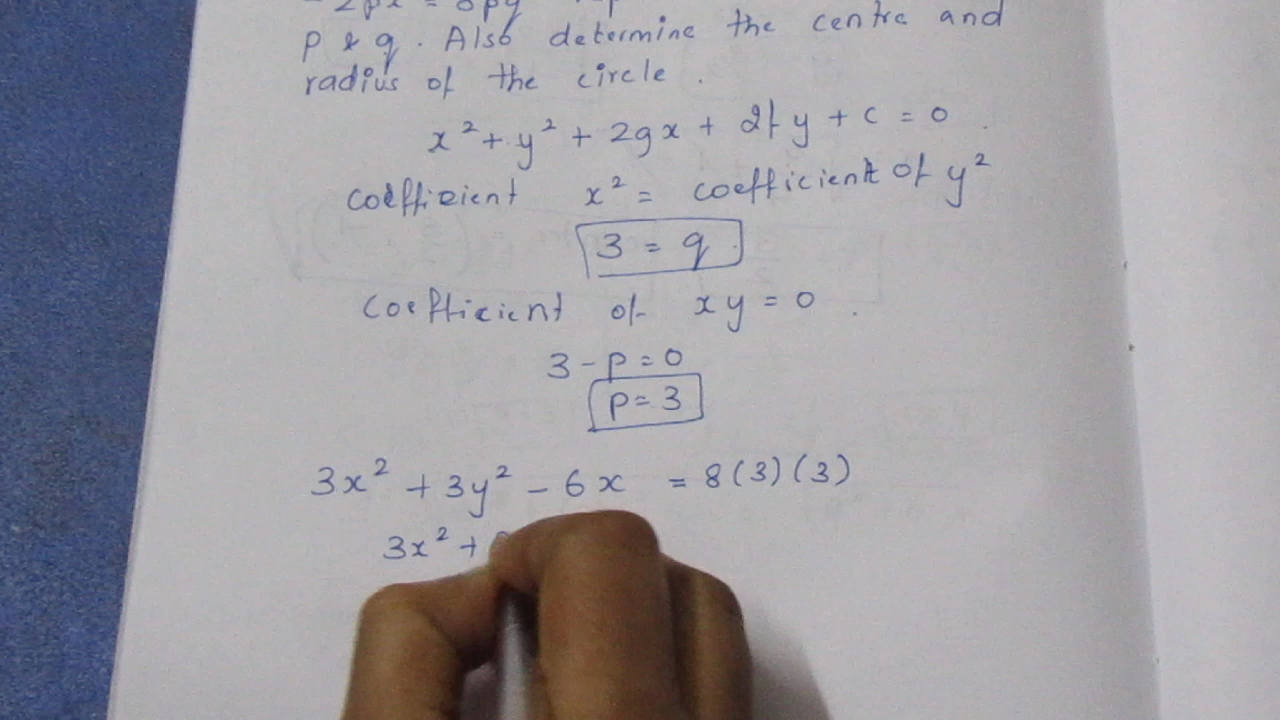 p & q. Also determine the centre and
radius of the circle.
x² + y² + 2gx + 2fy + c = 0.
coefficient x² = coefficient of y²
3 = q.
coefficient of xy = 0.
3 - p = 0
p = 3
3x² + 3y² - 6x = 8(3)(3)
3x² +